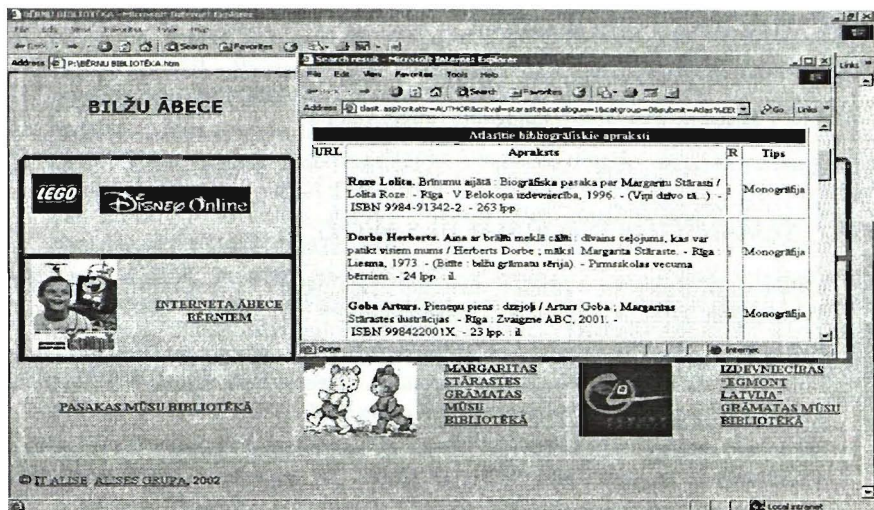 BĒRNU BIBLIOTĒKA - Microsoft Internet Explorer
File Edit View Favorites Tools Help
Search Favorites
Address P:\BĒRNU BIBLIOTĒKA.htm
Links
BILŽU ĀBECE
LEGO
Disney Online
INTERNETA ĀBECE
BĒRNIEM
Search result - Microsoft Internet Explorer
File Edit View Favorites Tools Help
Search Favorites
Address Go Links
Atlasītie bibliogrāfiskie apraksti
URL Apraksts R Tips
Roze Lolita. Brīnumu aijātā : Biogrāfiska pasaka par Margaritu Stārasti /
Lolita Roze. - Rīga : V. Belokoņa izdevniecība, 1996. - (Viņi dzīvo tā...) -
ISBN 9984-91342-2. - 263 lpp.
Monogrāfija
Dorbe Herberts. Aina ar brāli meklē cālīti : dīvains ceļojums, kas var
patikt visiem mums / Herberts Dorbe ; māksl. Margarita Stāraste. - Rīga :
Liesma, 1973. - (Bitīte : bilžu grāmatu sērija). - Pirmsskolas vecuma
bērniem. - 24 lpp. : il.
Monogrāfija
Goba Arturs. Pieneņu piens : dzejoļi / Arturs Goba ; Margaritas
Stārastes ilustrācijas. - Rīga : Zvaigzne ABC, 2001. -
ISBN 998422001X. - 23 lpp. : il.
Monogrāfija
Done Internet
PASAKAS MŪSU BIBLIOTĒKĀ
MARGARITAS
STĀRASTES
GRĀMATAS
MŪSU
BIBLIOTĒKĀ
IZDEVNIECĪBAS
"EGMONT
LATVIJA"
GRĀMATAS MŪSU
BIBLIOTĒKĀ
© IT ALISE ALISES GRUPA, 2002
Local intranet